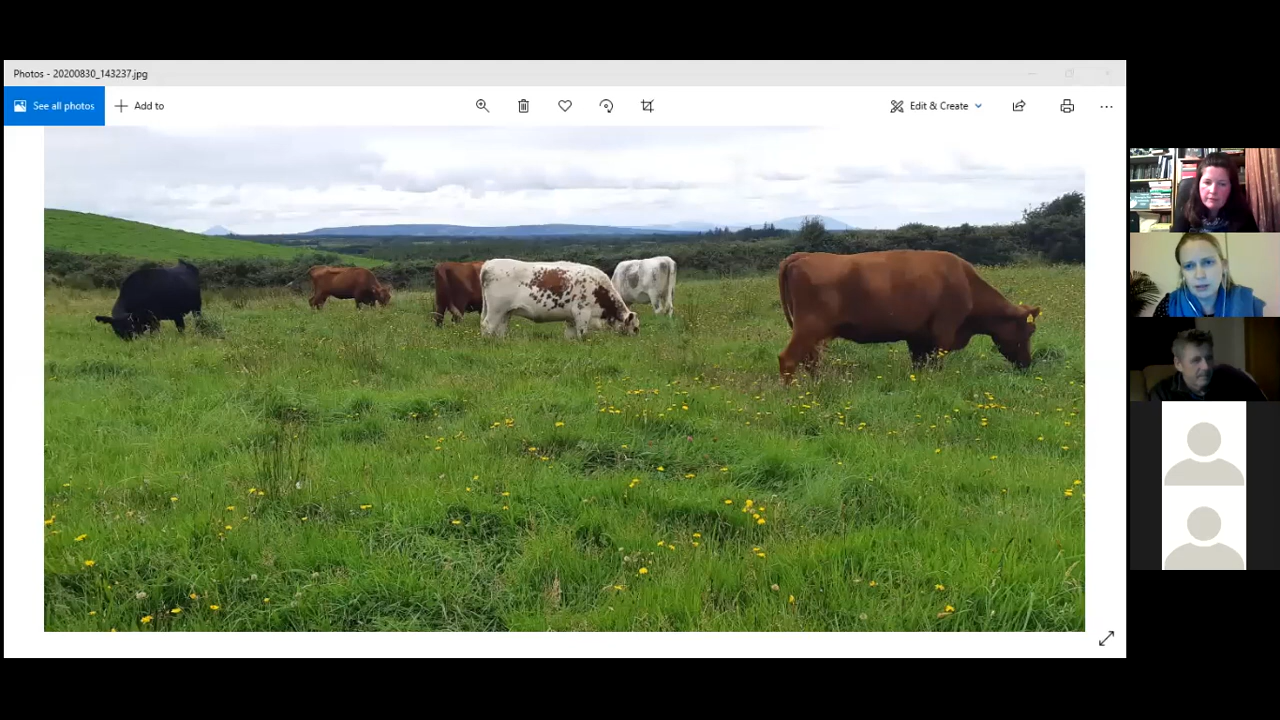 Photos - 20200830_143237.jpg
See all photos
Add to
Edit & Create